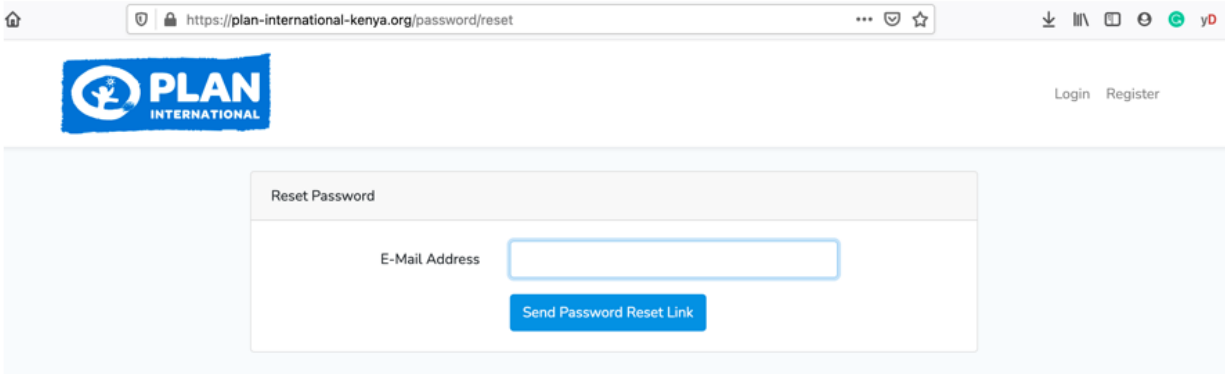 https://plan-international-kenya.org/password/reset
yD
PLAN
INTERNATIONAL
Login Register
Reset Password
E-Mail Address
Send Password Reset Link